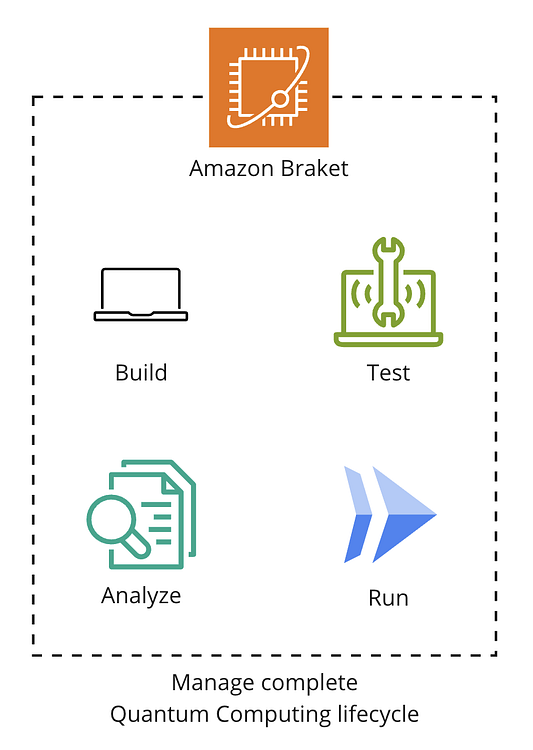 Amazon Braket
Build
Test
Analyze
Run
Manage complete
Quantum Computing lifecycle